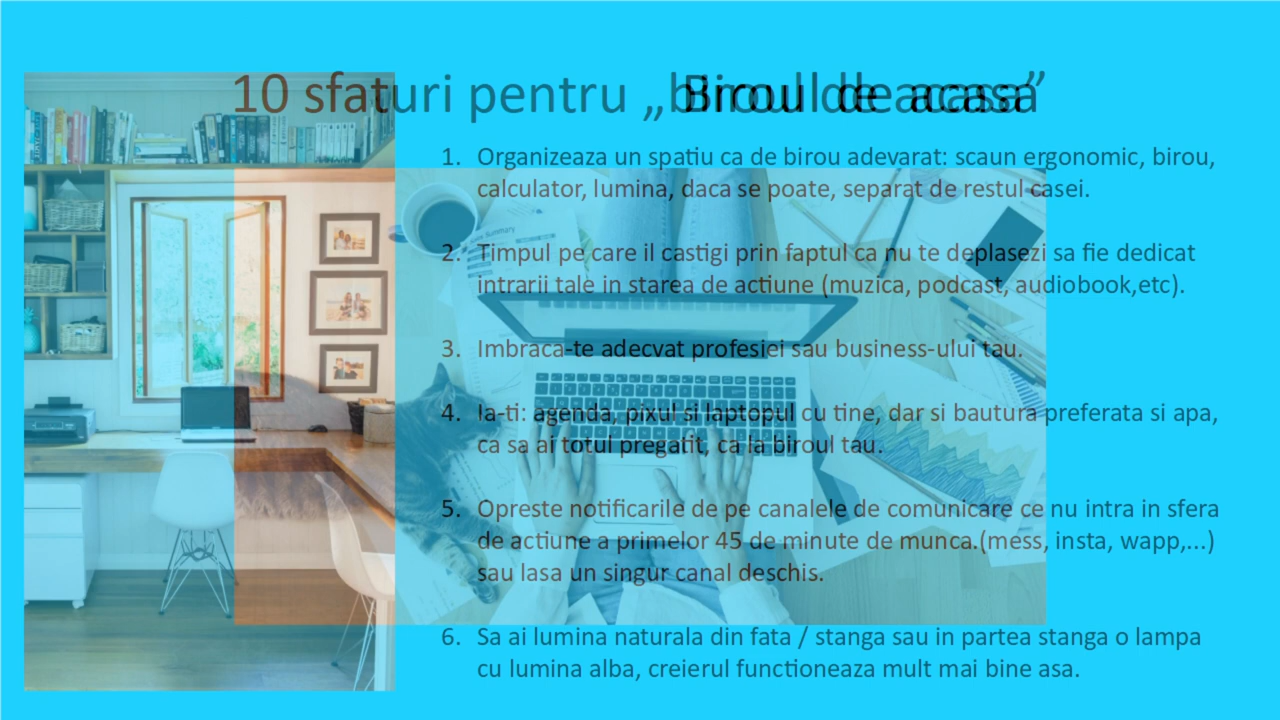 10 sfaturi pentru „biroul de acasa”
Biroul de acasa
1. Organizeaza un spatiu ca de birou adevarat: scaun ergonomic, birou,
calculator, lumina, daca se poate, separat de restul casei.
2. Timpul pe care il castigi prin faptul ca nu te deplasezi sa fie dedicat
intrarii tale in starea de actiune (muzica, podcast, audiobook,etc).
3. Imbraca-te adecvat profesiei sau business-ului tau.
4. Ia-ti: agenda, pixul si laptopul cu tine, dar si bautura preferata si apa,
ca sa ai totul pregatit, ca la biroul tau.
5. Opreste notificarile de pe canalele de comunicare ce nu intra in sfera
de actiune a primelor 45 de minute de munca.(mess, insta, wapp,...)
sau lasa un singur canal deschis.
6. Sa ai lumina naturala din fata / stanga sau in partea stanga o lampa
cu lumina alba, creierul functioneaza mult mai bine asa.
Summary